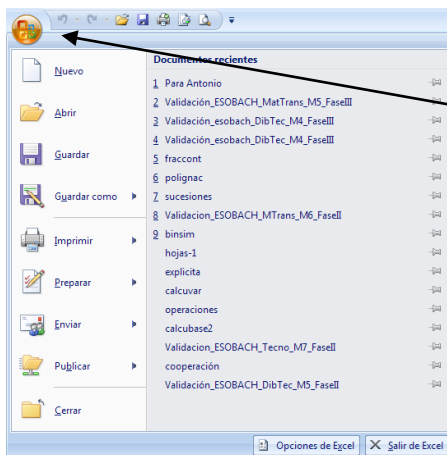 Nuevo
Abrir
Guardar
Guardar como
Imprimir
Preparar
Enviar
Publicar
Cerrar
Documentos recientes
1 Para Antonio
2 Validación_ESOBACH_MatTrans_M5_FaseIII
3 Validación_esobach_DibTec_M4_FaseIII
4 Validación_esobach_DibTec_M4_FaseIII
5 fraccont
6 polignac
7 sucesiones
8 Validacion_ESOBACH_MTrans_M6_FaseII
9 binsim
hojas-1
explicita
calcuvar
operaciones
calcubase2
Validacion_ESOBACH_Tecno_M7_FaseII
cooperación
Validación_ESOBACH_DibTec_M5_FaseII
Opciones de Excel
Salir de Excel